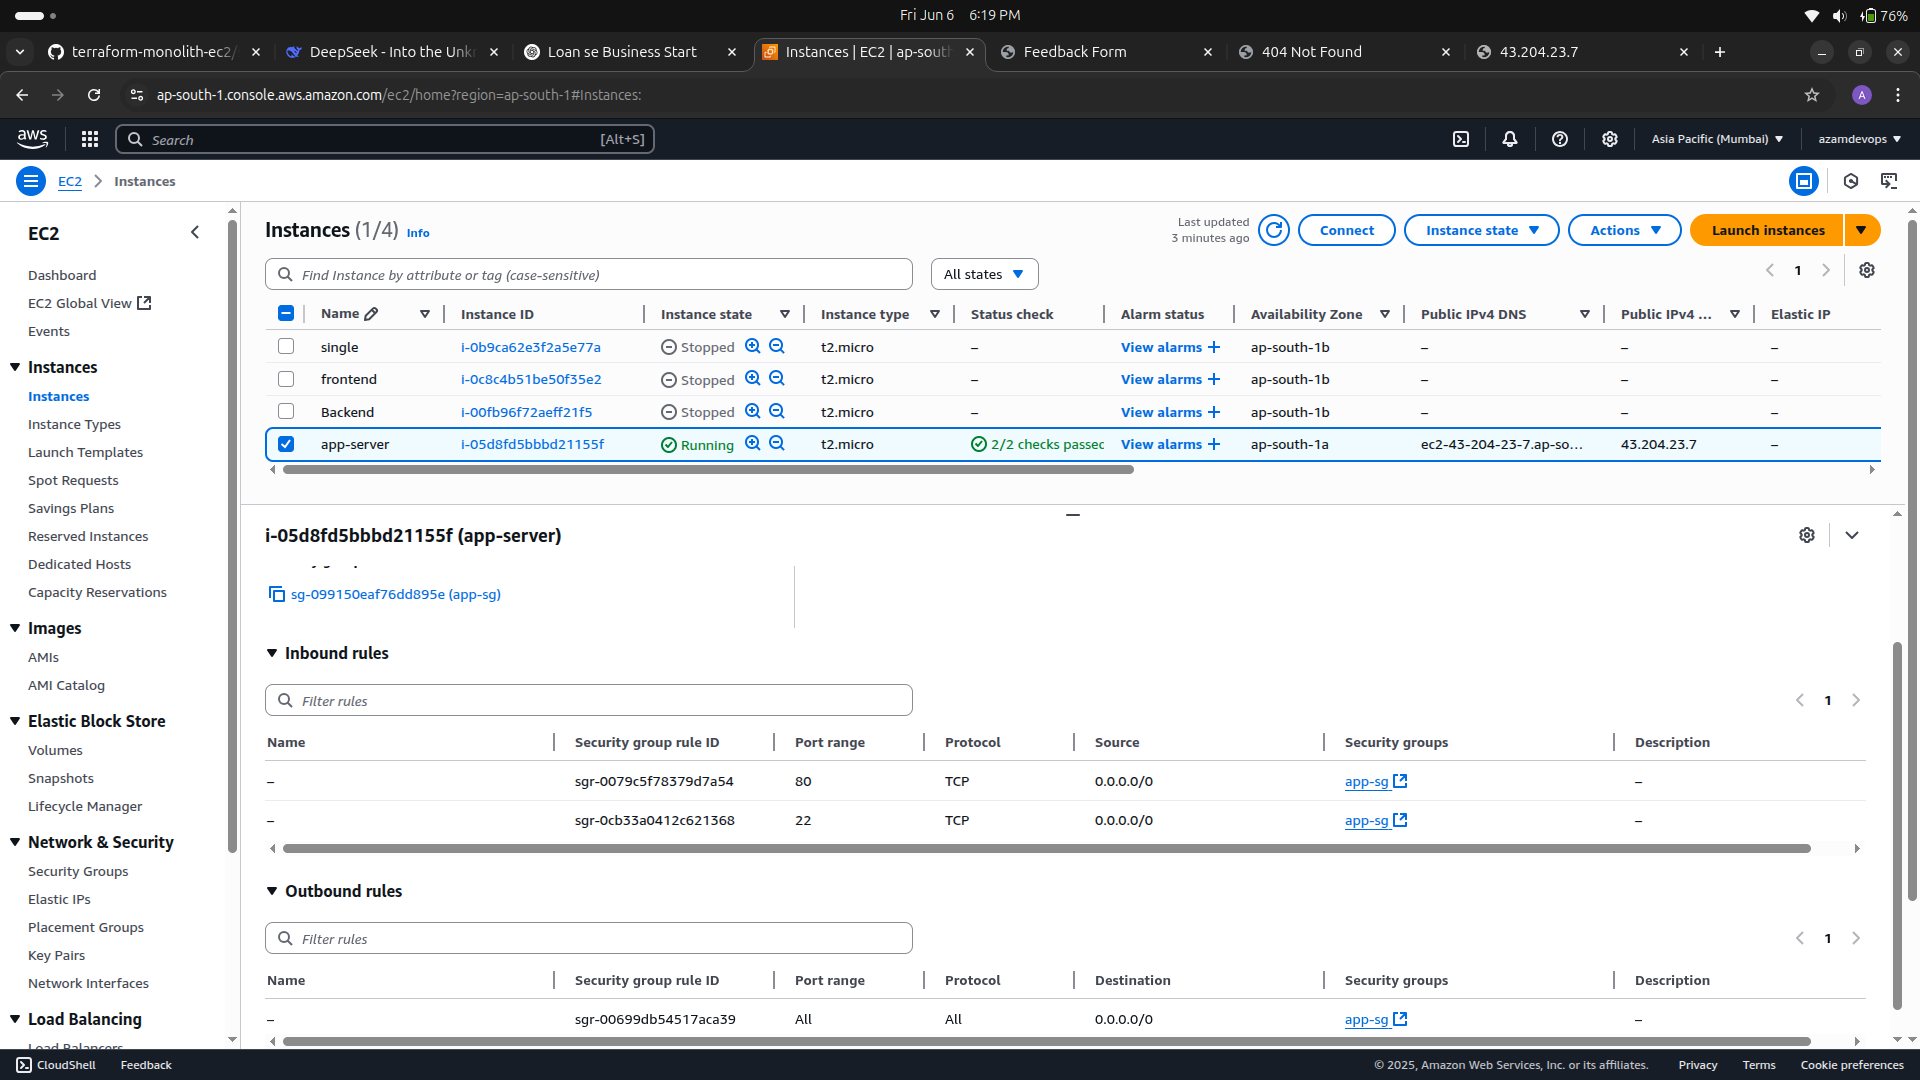 Fri Jun 6 6:19 PM
76%
terraform-monolith-ec2/
DeepSeek - Into the Unkn
Loan se Business Start
Instances | EC2 | ap-south
Feedback Form
404 Not Found
43.204.23.7
ap-south-1.console.aws.amazon.com/ec2/home?region=ap-south-1#Instances:
A
aws
Search
[Alt+S]
Asia Pacific (Mumbai)
azamdevops
EC2
Instances
EC2
Dashboard
EC2 Global View
Events
Instances
Instances
Instance Types
Launch Templates
Spot Requests
Savings Plans
Reserved Instances
Dedicated Hosts
Capacity Reservations
Images
AMIs
AMI Catalog
Elastic Block Store
Volumes
Snapshots
Lifecycle Manager
Network & Security
Security Groups
Elastic IPs
Placement Groups
Key Pairs
Network Interfaces
Load Balancing
Load Balancers
Instances (1/4) Info
Last updated
3 minutes ago
Connect
Instance state
Actions
Launch instances
Find Instance by attribute or tag (case-sensitive)
All states
1
Name Instance ID Instance state Instance type Status check Alarm status Availability Zone Public IPv4 DNS Public IPv4 ... Elastic IP
single i-0b9ca62e3f2a5e77a Stopped t2.micro – View alarms + ap-south-1b – – –
frontend i-0c8c4b51be50f35e2 Stopped t2.micro – View alarms + ap-south-1b – – –
Backend i-00fb96f72aeff21f5 Stopped t2.micro – View alarms + ap-south-1b – – –
app-server i-05d8fd5bbbd21155f Running t2.micro 2/2 checks passec View alarms + ap-south-1a ec2-43-204-23-7.ap-so... 43.204.23.7 –
i-05d8fd5bbbd21155f (app-server)
sg-099150eaf76dd895e (app-sg)
Inbound rules
Filter rules
1
Name Security group rule ID Port range Protocol Source Security groups Description
– sgr-0079c5f78379d7a54 80 TCP 0.0.0.0/0 app-sg –
– sgr-0cb33a0412c621368 22 TCP 0.0.0.0/0 app-sg –
Outbound rules
Filter rules
1
Name Security group rule ID Port range Protocol Destination Security groups Description
– sgr-00699db54517aca39 All All 0.0.0.0/0 app-sg –
CloudShell
Feedback
© 2025, Amazon Web Services, Inc. or its affiliates.
Privacy
Terms
Cookie preferences